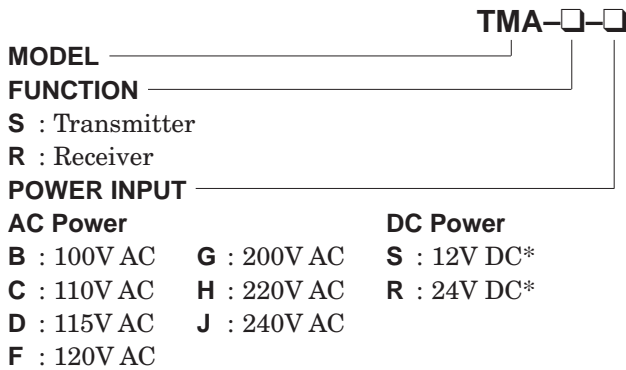 TMA–❏–❏
MODEL
FUNCTION
S : Transmitter
R : Receiver
POWER INPUT
AC Power DC Power
B : 100V AC G : 200V AC S : 12V DC*
C : 110V AC H : 220V AC R : 24V DC*
D : 115V AC J : 240V AC
F : 120V AC